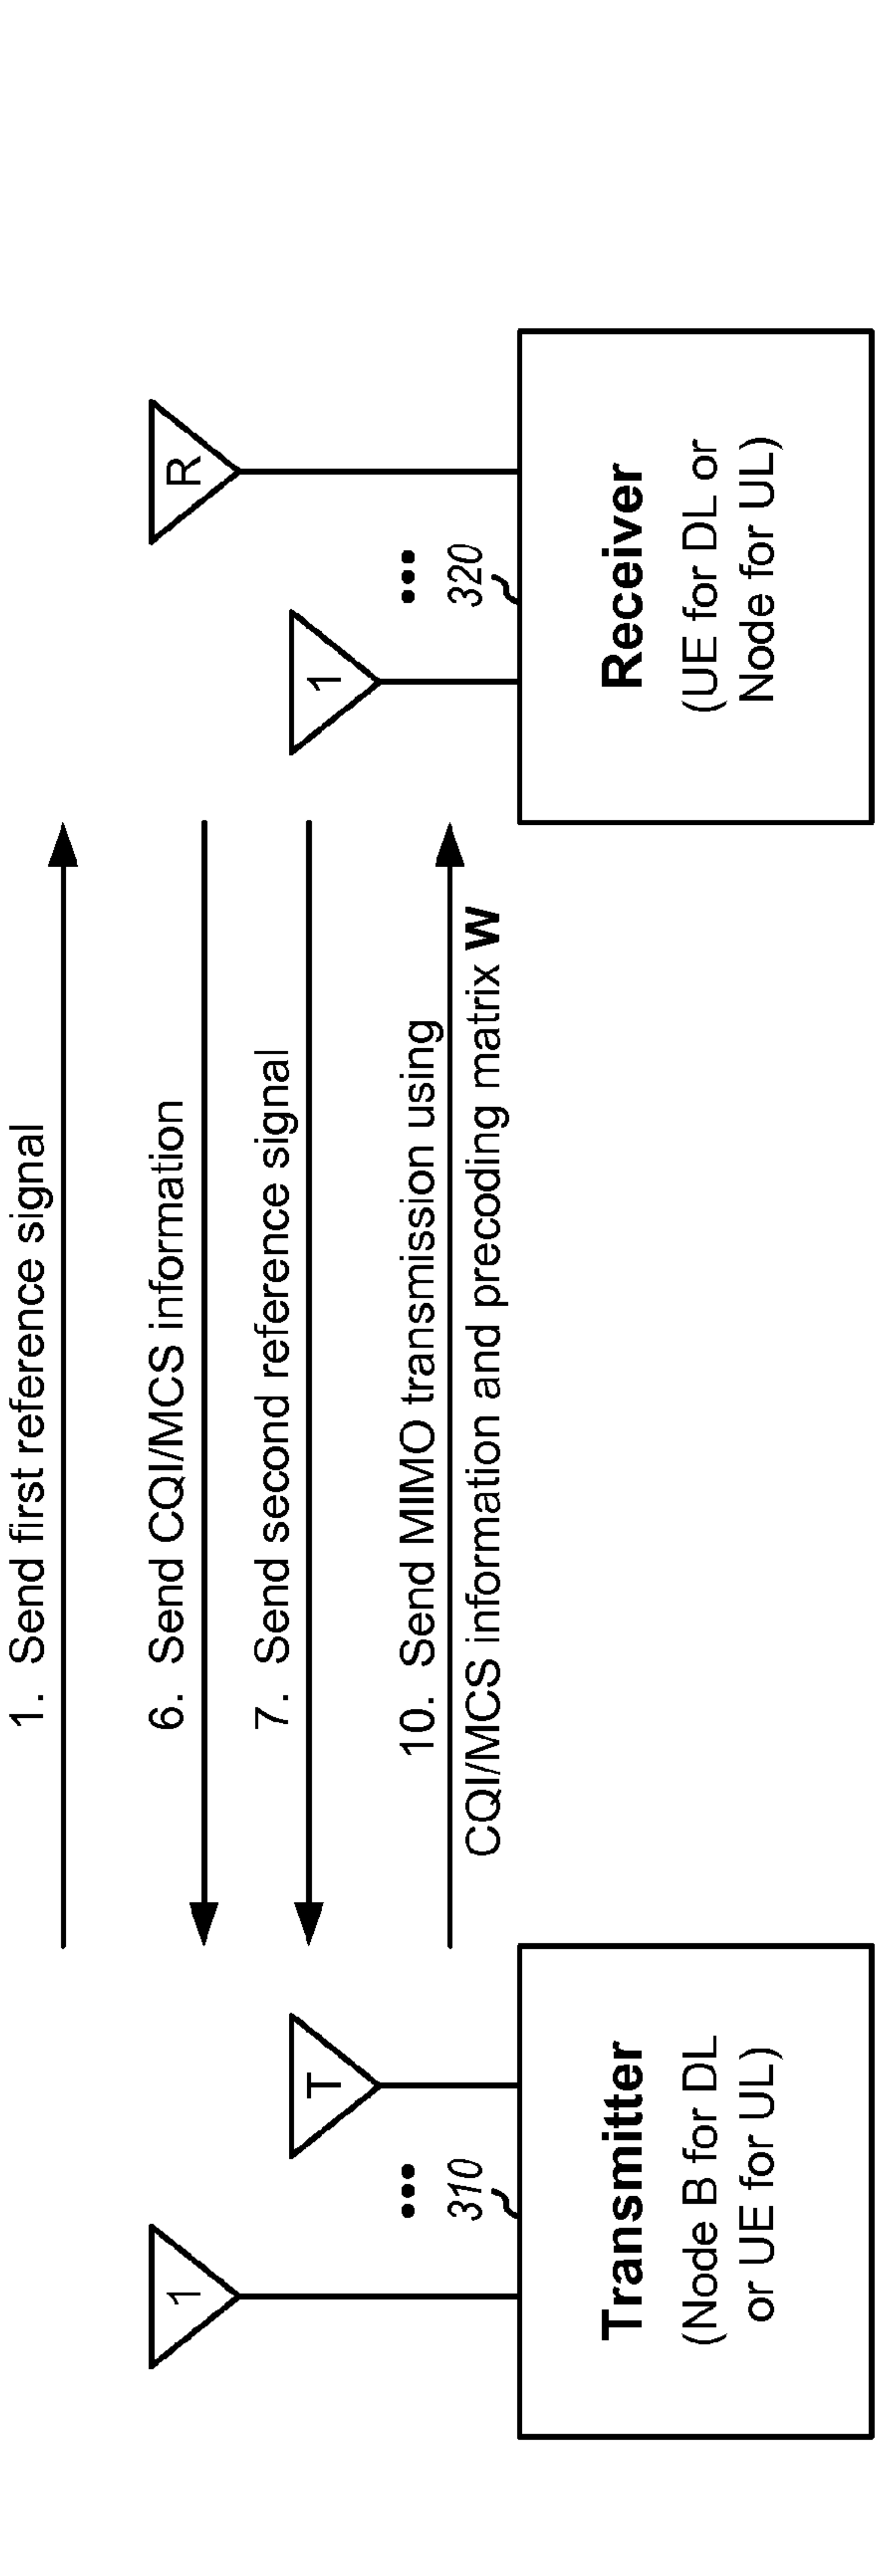 1. Send first reference signal
6. Send CQI/MCS information
7. Send second reference signal
10. Send MIMO transmission using
CQI/MCS information and precoding matrix W
1
T
310
Transmitter
(Node B for DL
or UE for UL)
1
R
320
Receiver
(UE for DL or
Node for UL)